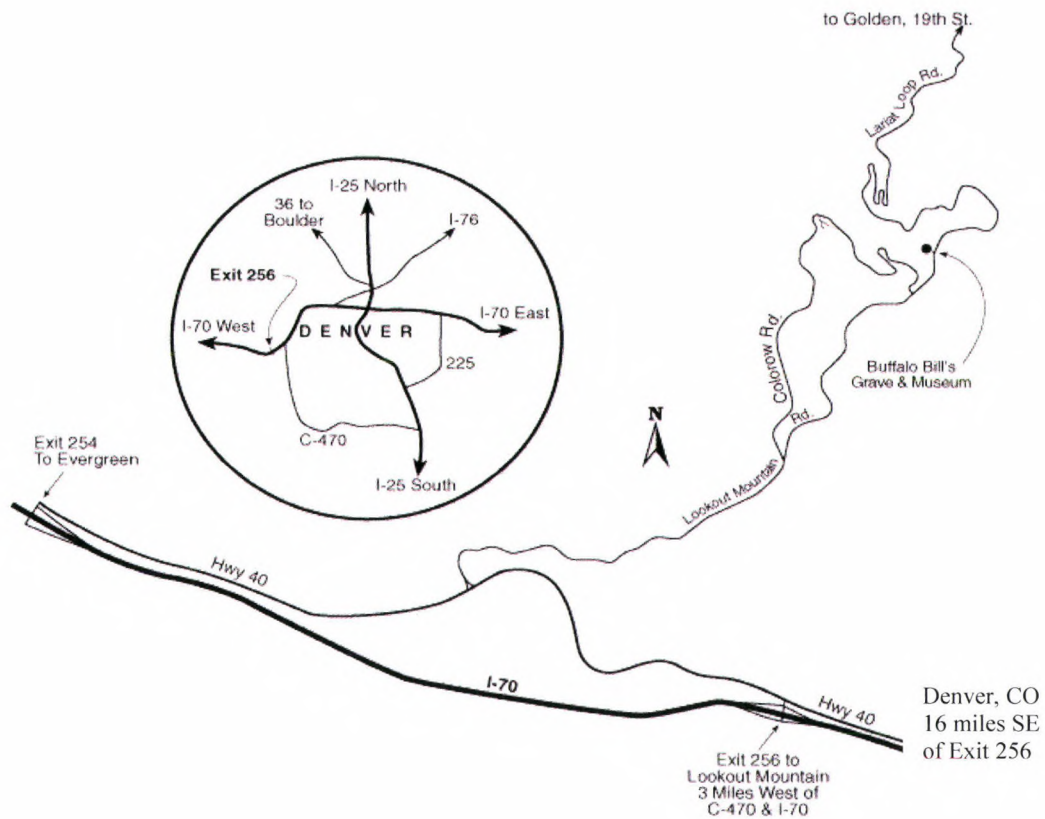 to Golden, 19th St.
Lariat Loop Rd.
I-25 North
36 to
Boulder
I-76
Exit 256
I-70 West
D E N V E R
I-70 East
225
C-470
I-25 South
Colorow Rd.
Buffalo Bill's
Grave & Museum
N
Lookout Mountain Rd.
Exit 254
To Evergreen
Hwy 40
I-70
Hwy 40
Denver, CO
16 miles SE
of Exit 256
Exit 256 to
Lookout Mountain
3 Miles West of
C-470 & I-70